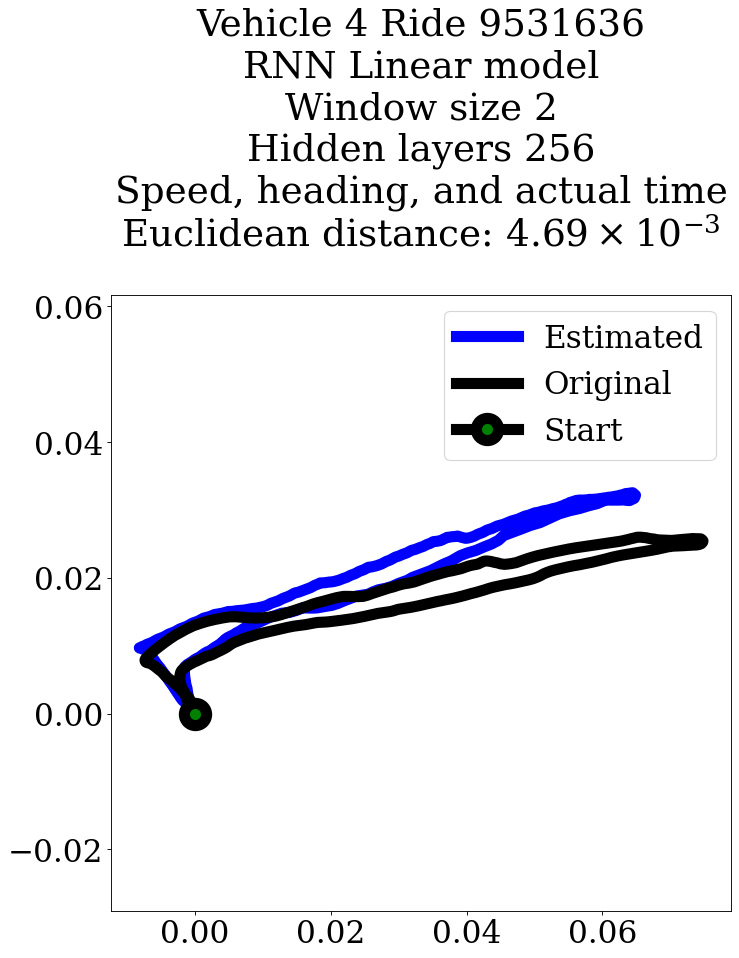 Vehicle 4 Ride 9531636
RNN Linear model
Window size 2
Hidden layers 256
Speed, heading, and actual time
Euclidean distance: 4.69 × 10⁻³
0.06
Estimated
Original
Start
0.04
0.02
0.00
−0.02
0.00 0.02 0.04 0.06